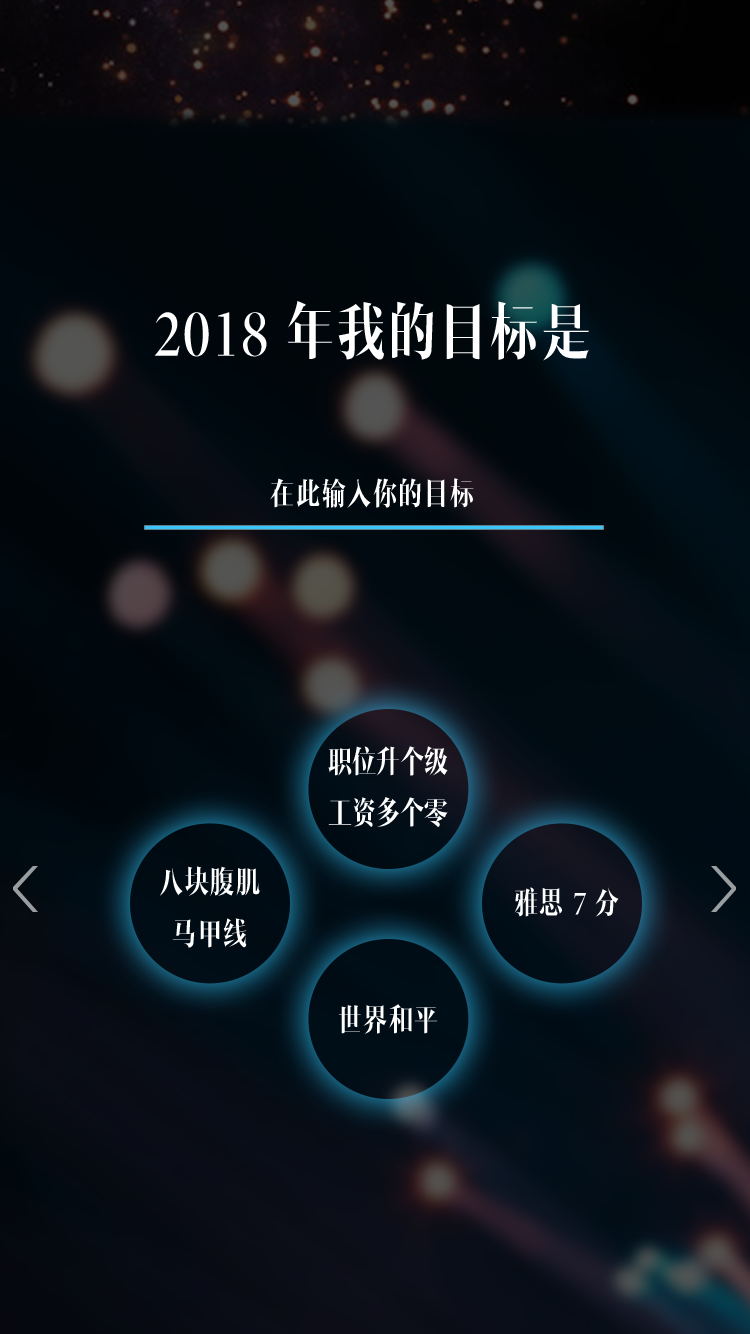 2018 年我的目标是
在此输入你的目标
职位升个级
工资多个零
八块腹肌
马甲线
雅思 7 分
世界和平